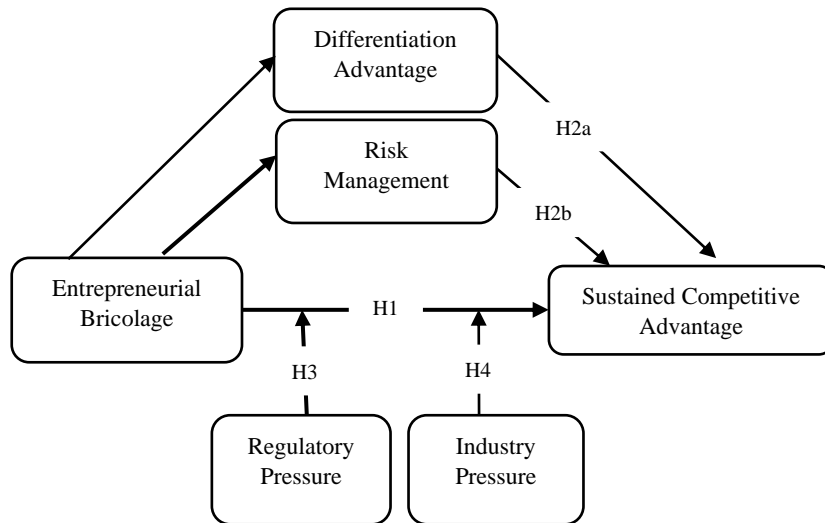 Differentiation
Advantage
H2a
Risk
Management
H2b
Entrepreneurial
Bricolage
H1
Sustained Competitive
Advantage
H3
H4
Regulatory
Pressure
Industry
Pressure